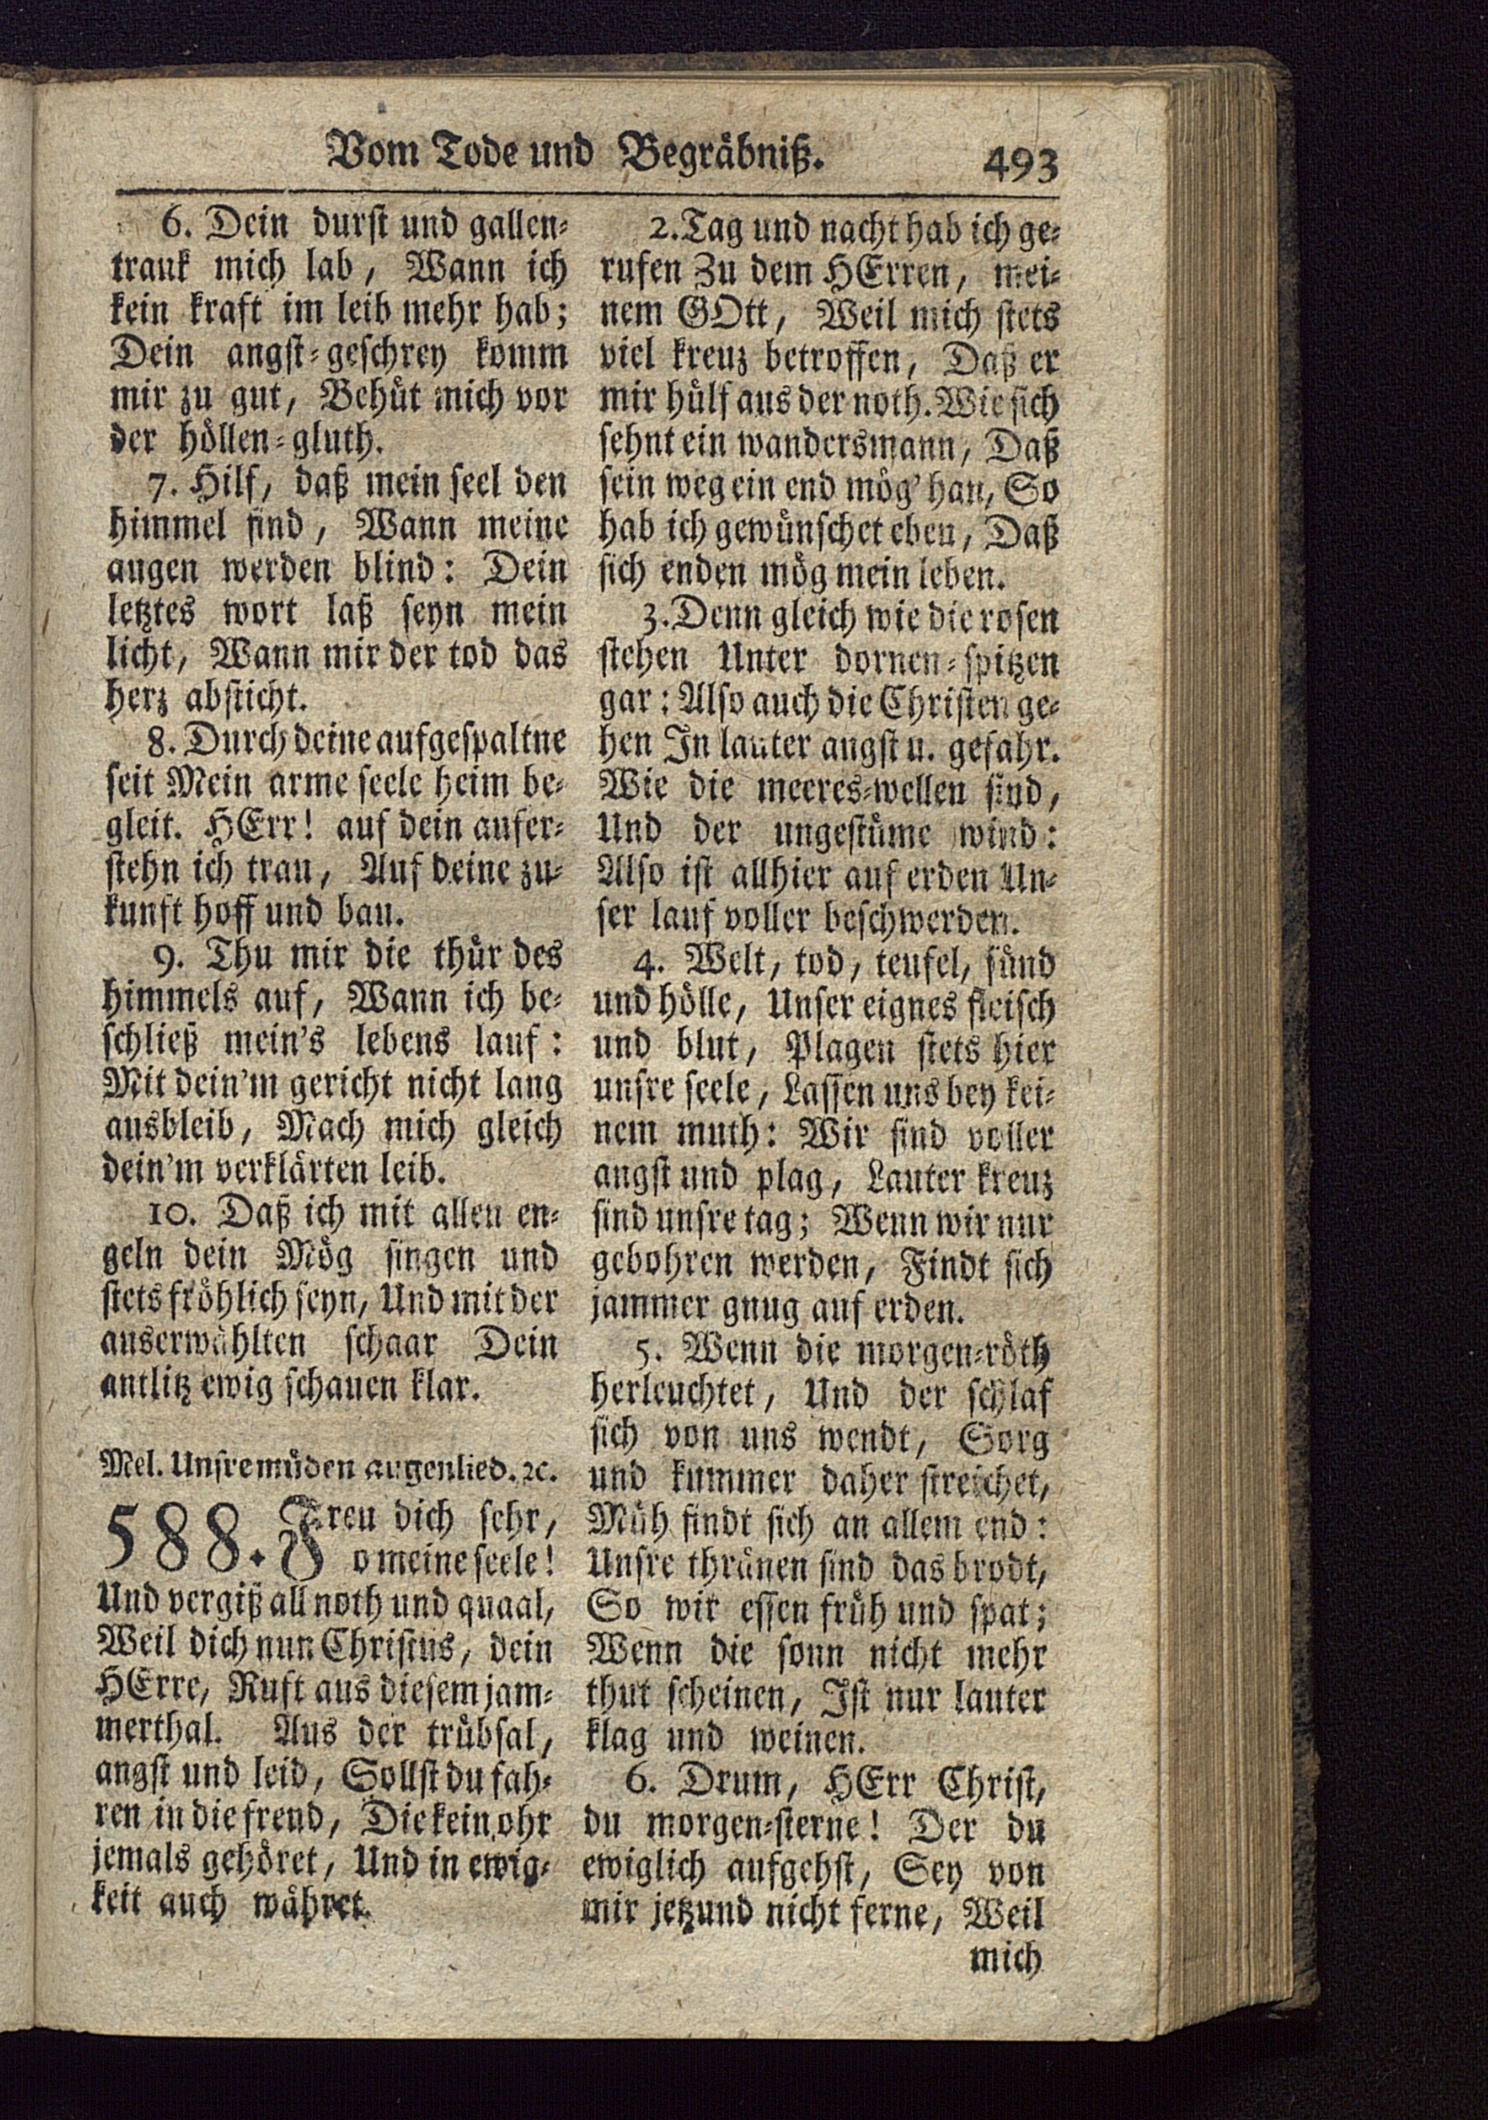 Vom Tode und Begräbniß. 493
6. Dein durst und gallen-
trank mich lab, Wann ich
kein kraft im leib mehr hab;
Dein angst-geschrey komm
mir zu gut, Behüt mich vor
der höllen-gluth.
7. Hilf, daß mein seel den
himmel find, Wann meine
augen werden blind: Dein
letztes wort laß seyn mein
licht, Wann mir der tod das
herz absticht.
8. Durch deine aufgespaltne
seit Mein arme seele heim be-
gleit. HErr! auf dein aufer-
stehn ich trau, Auf deine zu-
kunft hoff und bau.
9. Thu mir die thür des
himmels auf, Wann ich be-
schließ mein's lebens lauf:
Mit dein'm gericht nicht lang
ausbleib, Mach mich gleich
dein'm verklärten leib.
10. Daß ich mit allen en-
geln dein Mög singen und
stets fröhlich seyn, Und mit der
auserwählten schaar Dein
antlitz ewig schauen klar.
Mel. Unsre müden augenlied. ꝛc.
588. Freu dich sehr,
o meine seele!
Und vergiß all noth und quaal,
Weil dich nun Christus, dein
HErre, Ruft aus diesem jam-
merthal. Aus der trübsal,
angst und leid, Sollst du fah-
ren in die freud, Die kein ohr
jemals gehöret, Und in ewig-
keit auch währet.
2. Tag und nacht hab ich ge-
rufen Zu dem HErren, mei-
nem GOtt, Weil mich stets
viel kreuz betroffen, Daß er
mir hülf aus der noth. Wie sich
sehnt ein wandersmann, Daß
sein weg ein end mög' han, So
hab ich gewünschet eben, Daß
sich enden mög mein leben.
3. Denn gleich wie die rosen
stehen Unter dornen-spitzen
gar: Also auch die Christen ge-
hen In lauter angst u. gefahr.
Wie die meeres-wellen sind,
Und der ungestüme wind:
Also ist allhier auf erden Un-
ser lauf voller beschwerden.
4. Welt, tod, teufel, sünd
und hölle, Unser eignes fleisch
und blut, Plagen stets hier
unsre seele, Lassen uns bey kei-
nem muth: Wir sind voller
angst und plag, Lauter kreuz
sind unsre tag; Wenn wir nur
gebohren werden, Findt sich
jammer gnug auf erden.
5. Wenn die morgen-röth
herleuchtet, Und der schlaf
sich von uns wendt, Sorg
und kummer daher streichet,
Müh findt sich an allem end:
Unsre thränen sind das brodt,
So wir essen früh und spat;
Wenn die sonn nicht mehr
thut scheinen, Ist nur lauter
klag und weinen.
6. Drum, HErr Christ,
du morgen-sterne! Der du
ewiglich aufgehst, Sey von
mir jetzund nicht ferne, Weil
mich